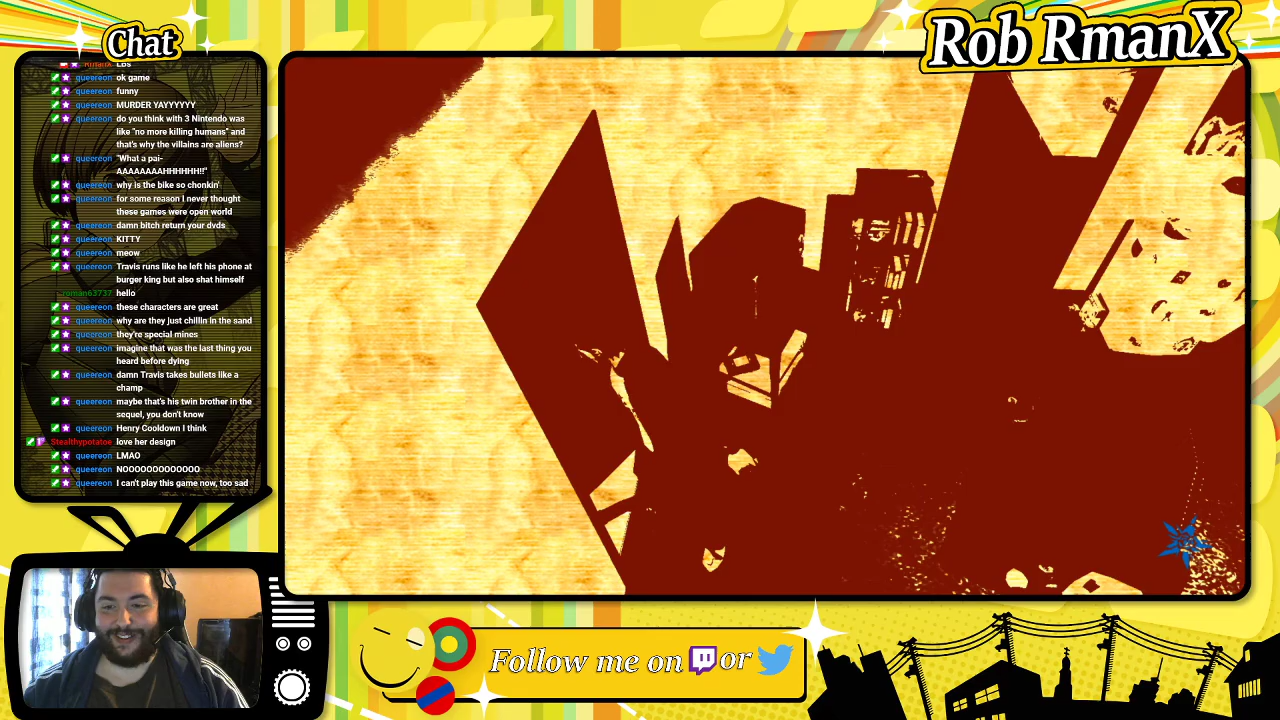 Chat
Rob RmanX
RmanX LBs
queereon ok game
queereon funny
queereon MURDER YAYYYYY
queereon do you think with 3 Nintendo was
like "no more killing humans" and
that's why the villains are aliens?
queereon "What a pai-
AAAAAAAAHHHHHH!!"
queereon why is the bike so chonkin'
queereon for some reason I never thought
these games were open world
queereon damn bitch return your dvds
queereon KITTY
queereon meow
queereon Travis runs like he left his phone at
burger king but also shat himself
roman63737 hello
queereon these characters are great
queereon why are they just chillin in the sand
queereon they are special mines
queereon imagine that was the last thing you
heard before dying
queereon damn Travis takes bullets like a
champ
queereon maybe that's his twin brother in the
sequel, you don't know
queereon Henry Cooldown I think
Stealthypotatoe love her design
queereon LMAO
queereon NOOOOOOOOOOOOO
queereon I can't play this game now, too sad
Follow me on or